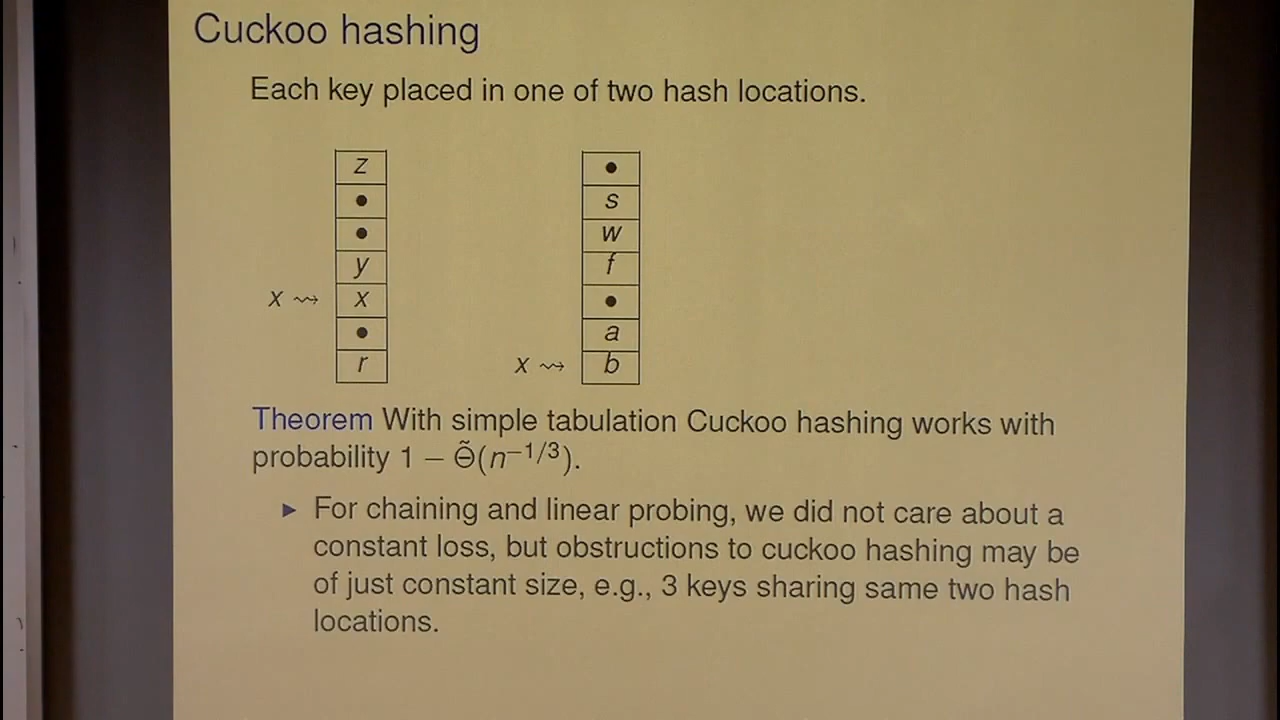 Cuckoo hashing
Each key placed in one of two hash locations.
z •
• s
• w
y f
x ⇝ x •
• a
r x ⇝ b
Theorem With simple tabulation Cuckoo hashing works with
probability 1 − Θ̃(n^{−1/3}).
► For chaining and linear probing, we did not care about a
constant loss, but obstructions to cuckoo hashing may be
of just constant size, e.g., 3 keys sharing same two hash
locations.